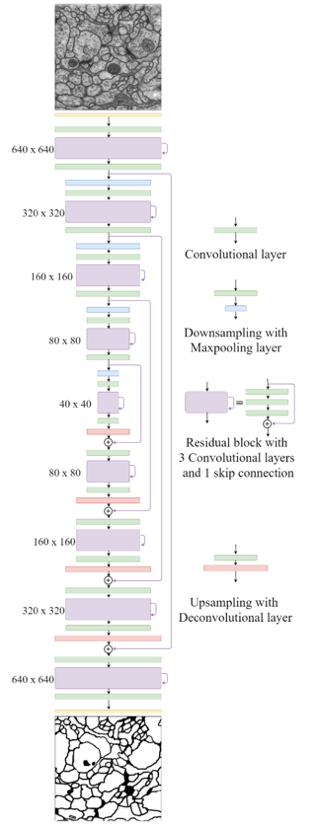 640 x 640
320 x 320
160 x 160
80 x 80
40 x 40
80 x 80
160 x 160
320 x 320
640 x 640
Convolutional layer
Downsampling with
Maxpooling layer
=
Residual block with
3 Convolutional layers
and 1 skip connection
Upsampling with
Deconvolutional layer